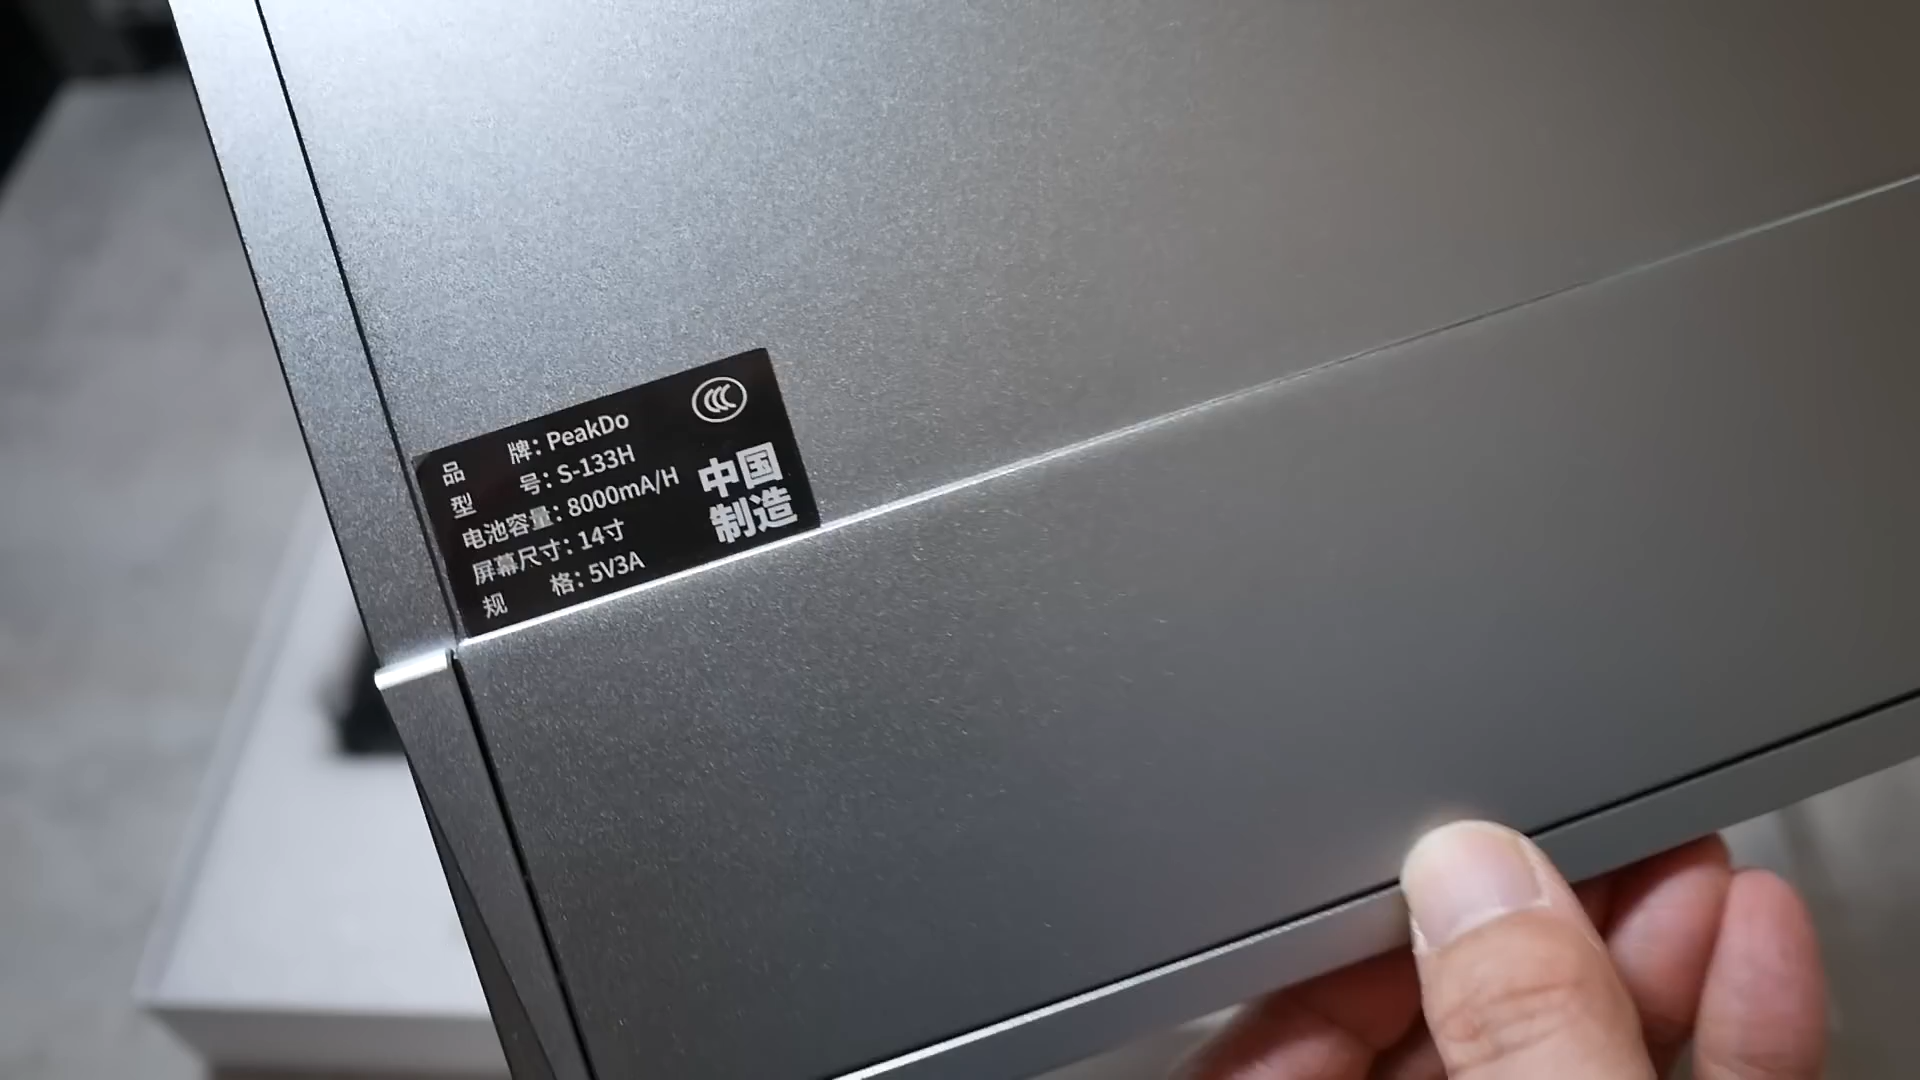 品牌：PeakDo
型号：S-133H
电池容量：8000mA/H
屏幕尺寸：14寸
规格：5V3A
CCC
中国
制造